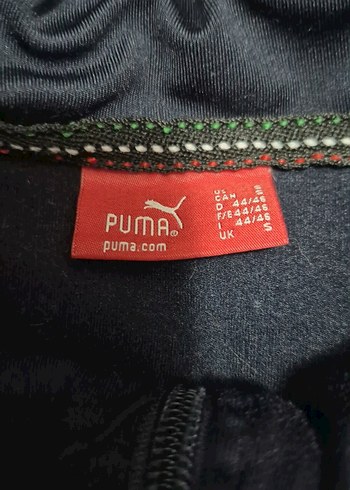 PUMA®
puma.com
US S
CAN S
D 44/46
F/E 44/46
I 44/46
UK S